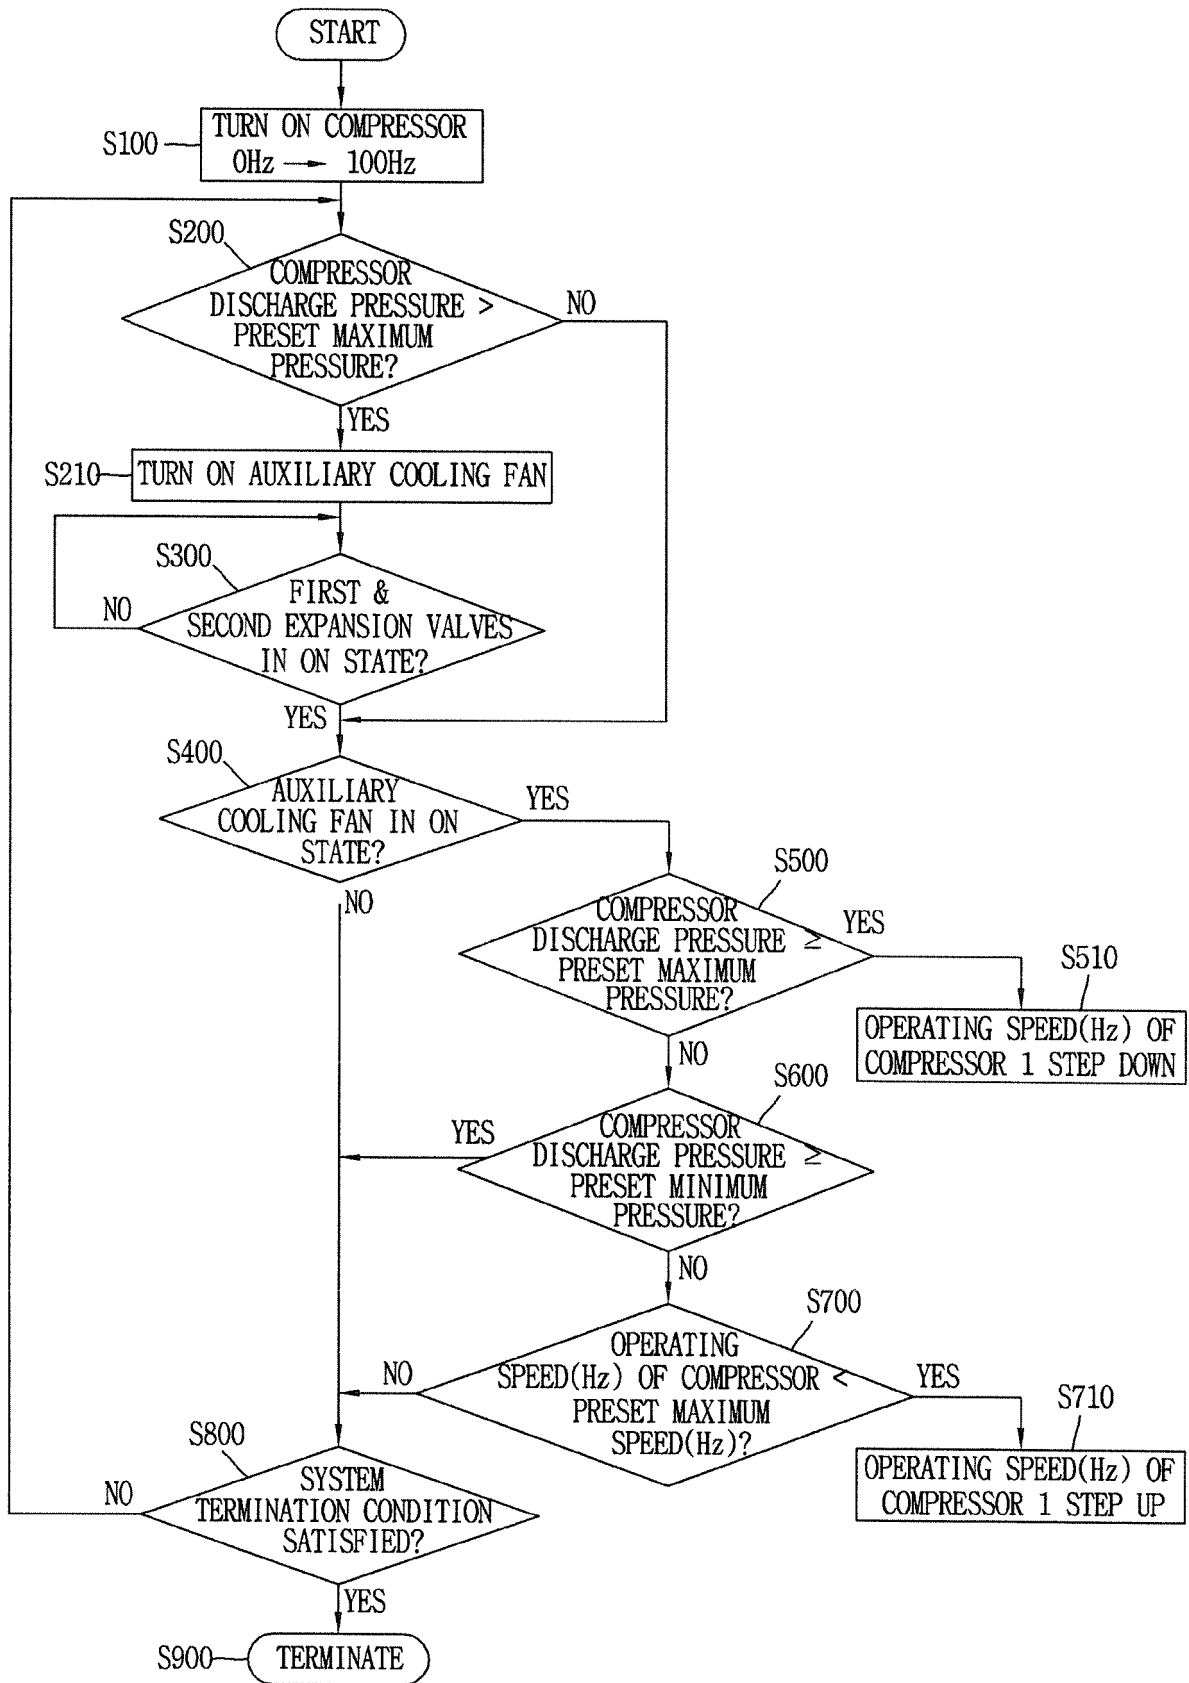 START
S100
TURN ON COMPRESSOR
0Hz → 100Hz
S200
COMPRESSOR
DISCHARGE PRESSURE >
PRESET MAXIMUM
PRESSURE?
NO
YES
S210
TURN ON AUXILIARY COOLING FAN
S300
FIRST &
SECOND EXPANSION VALVES
IN ON STATE?
NO
YES
S400
AUXILIARY
COOLING FAN IN ON
STATE?
YES
NO
S500
COMPRESSOR
DISCHARGE PRESSURE ≥
PRESET MAXIMUM
PRESSURE?
YES
NO
S510
OPERATING SPEED(Hz) OF
COMPRESSOR 1 STEP DOWN
S600
COMPRESSOR
DISCHARGE PRESSURE ≥
PRESET MINIMUM
PRESSURE?
YES
NO
S700
OPERATING
SPEED(Hz) OF COMPRESSOR <
PRESET MAXIMUM
SPEED(Hz)?
NO
YES
S710
OPERATING SPEED(Hz) OF
COMPRESSOR 1 STEP UP
S800
SYSTEM
TERMINATION CONDITION
SATISFIED?
NO
YES
S900
TERMINATE